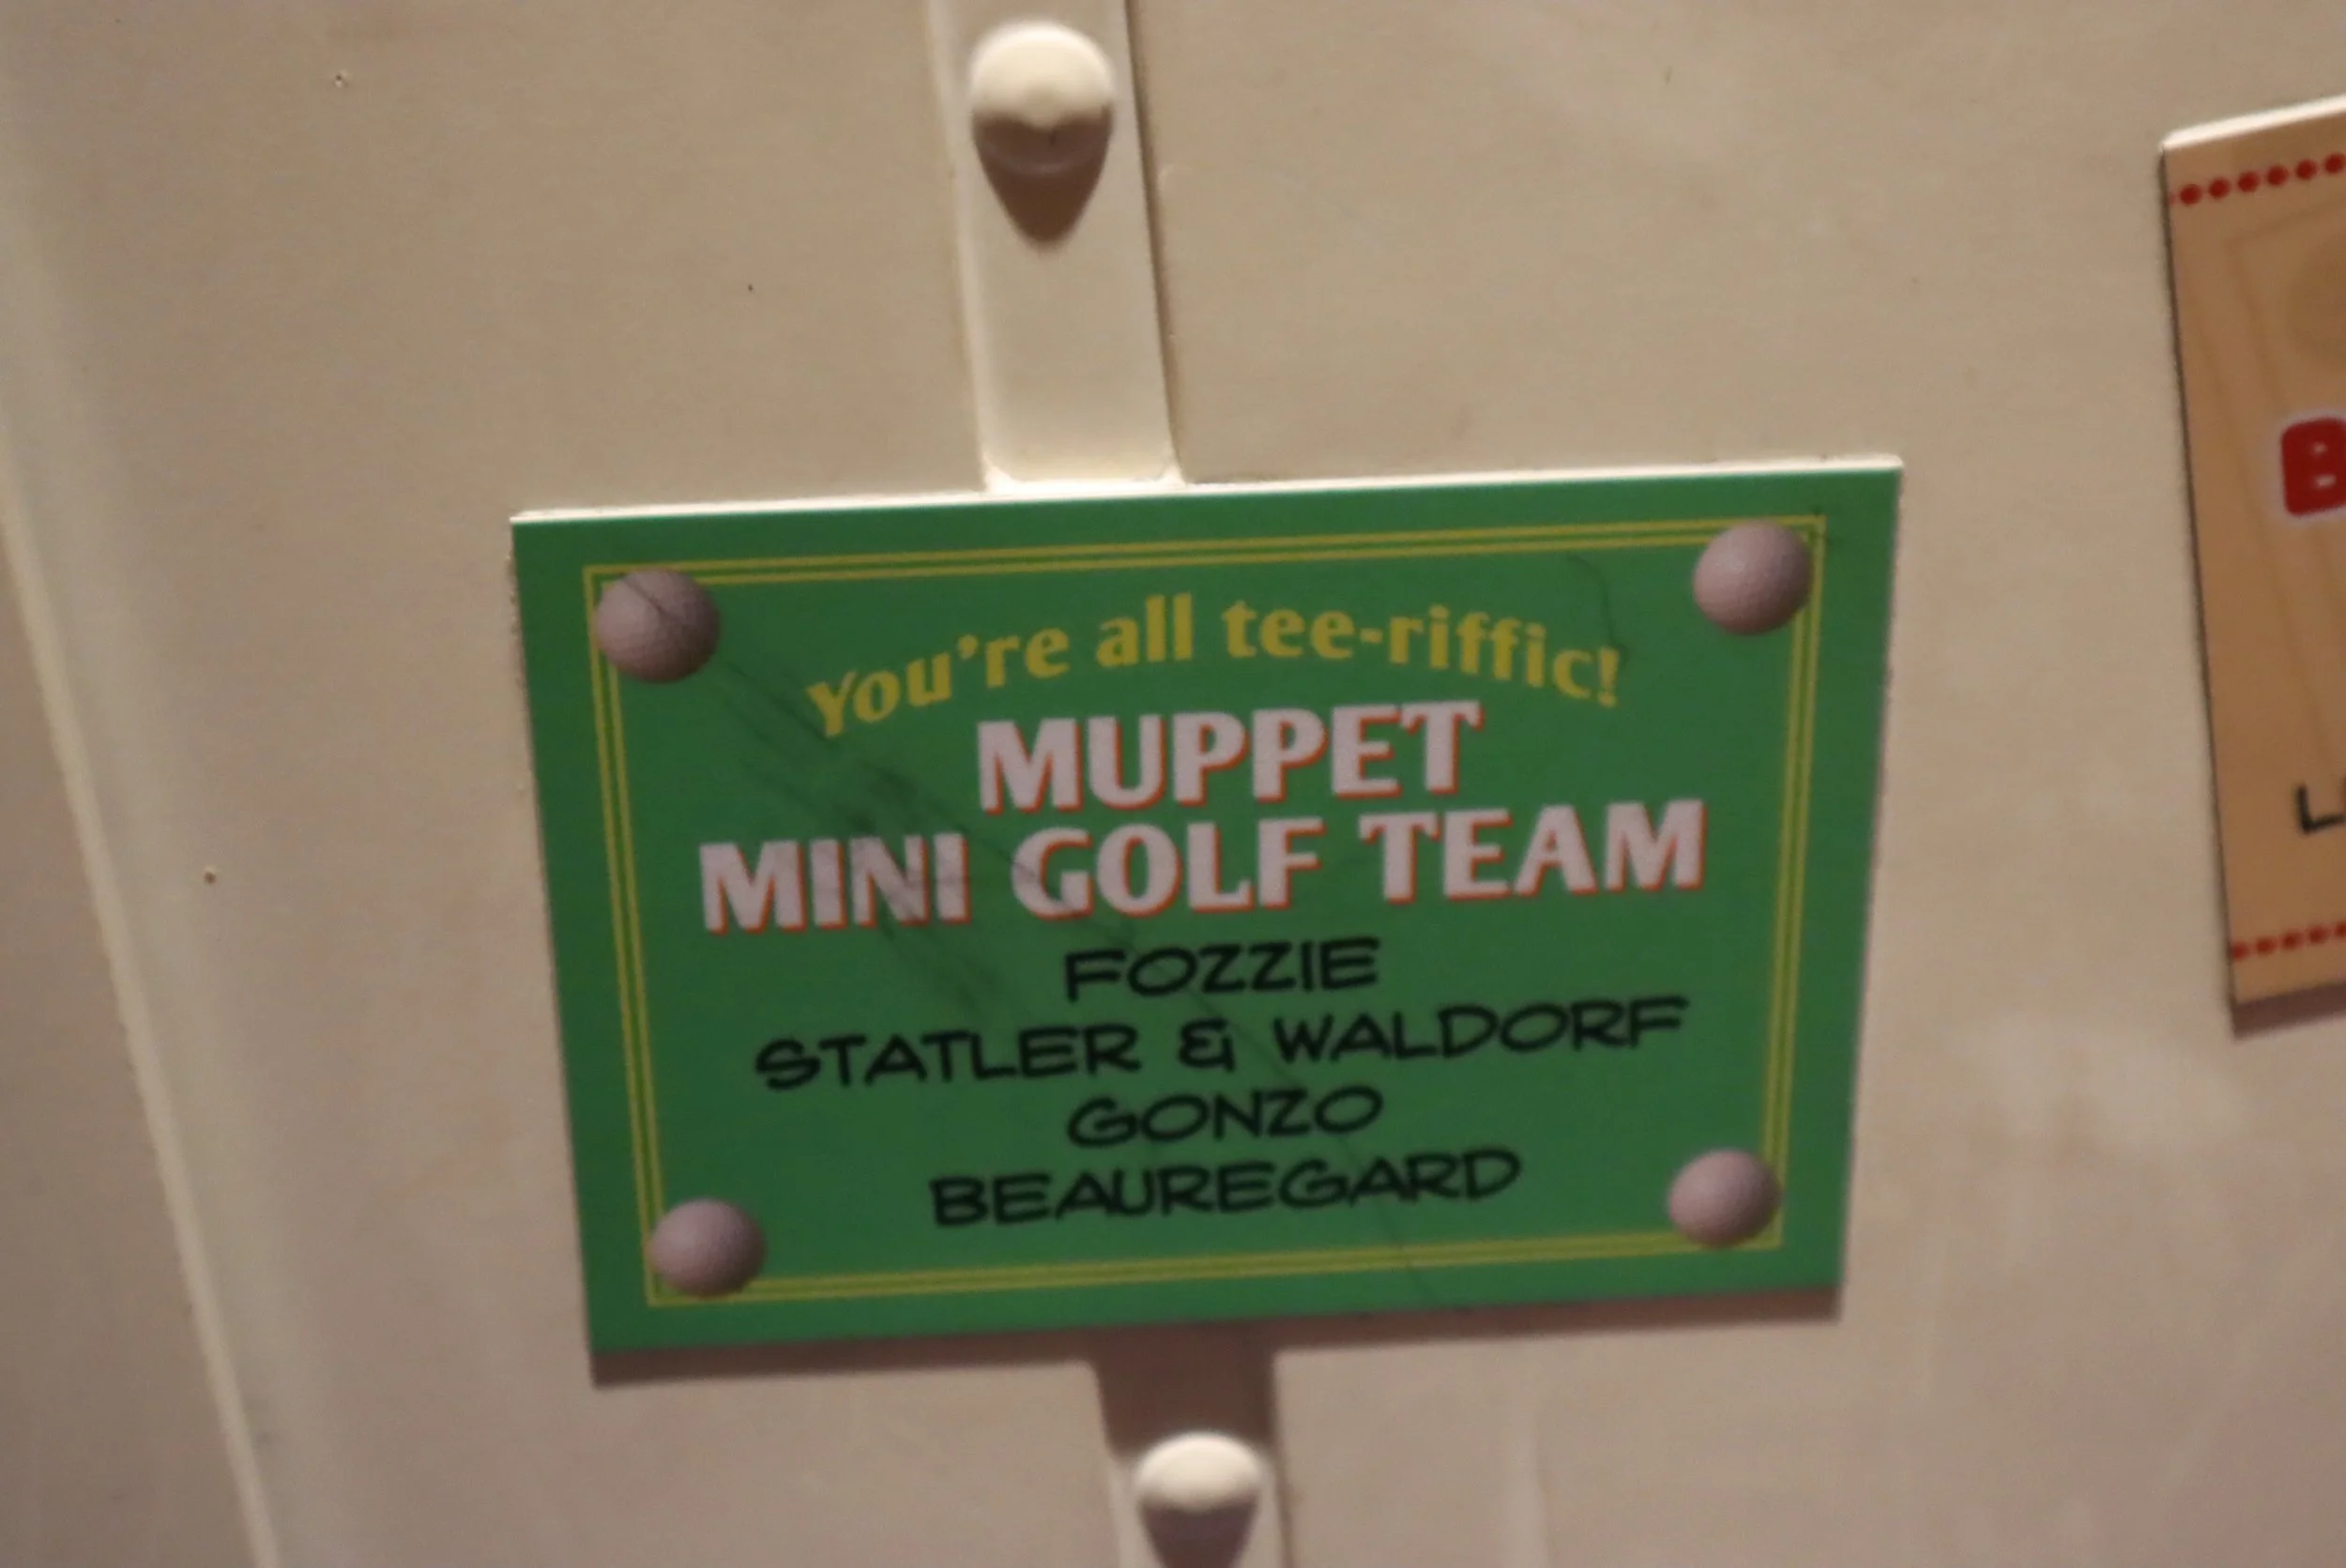 You're all tee-riffic!
MUPPET
MINI GOLF TEAM
FOZZIE
STATLER & WALDORF
GONZO
BEAUREGARD
B